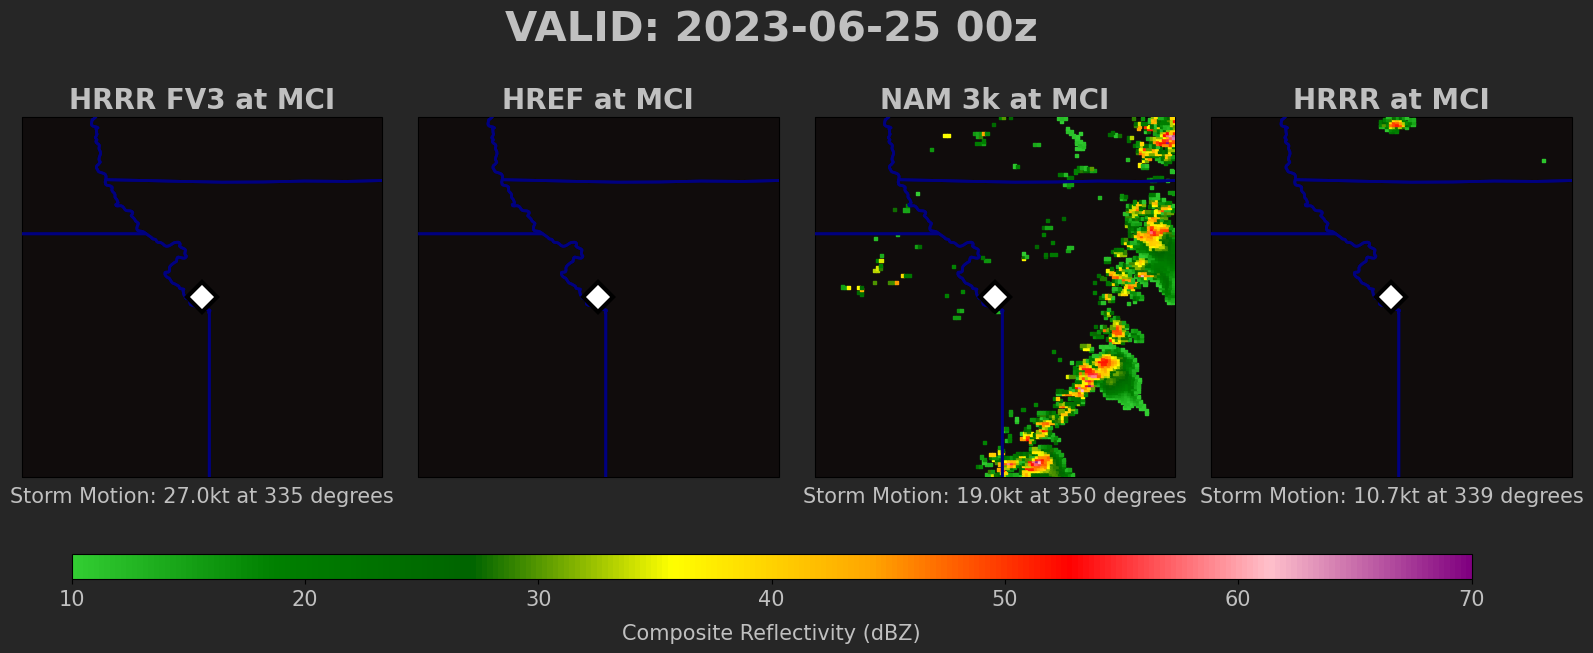 VALID: 2023-06-25 00z
HRRR FV3 at MCI
HREF at MCI
NAM 3k at MCI
HRRR at MCI
Storm Motion: 27.0kt at 335 degrees
Storm Motion: 19.0kt at 350 degrees
Storm Motion: 10.7kt at 339 degrees
10 20 30 40 50 60 70
Composite Reflectivity (dBZ)